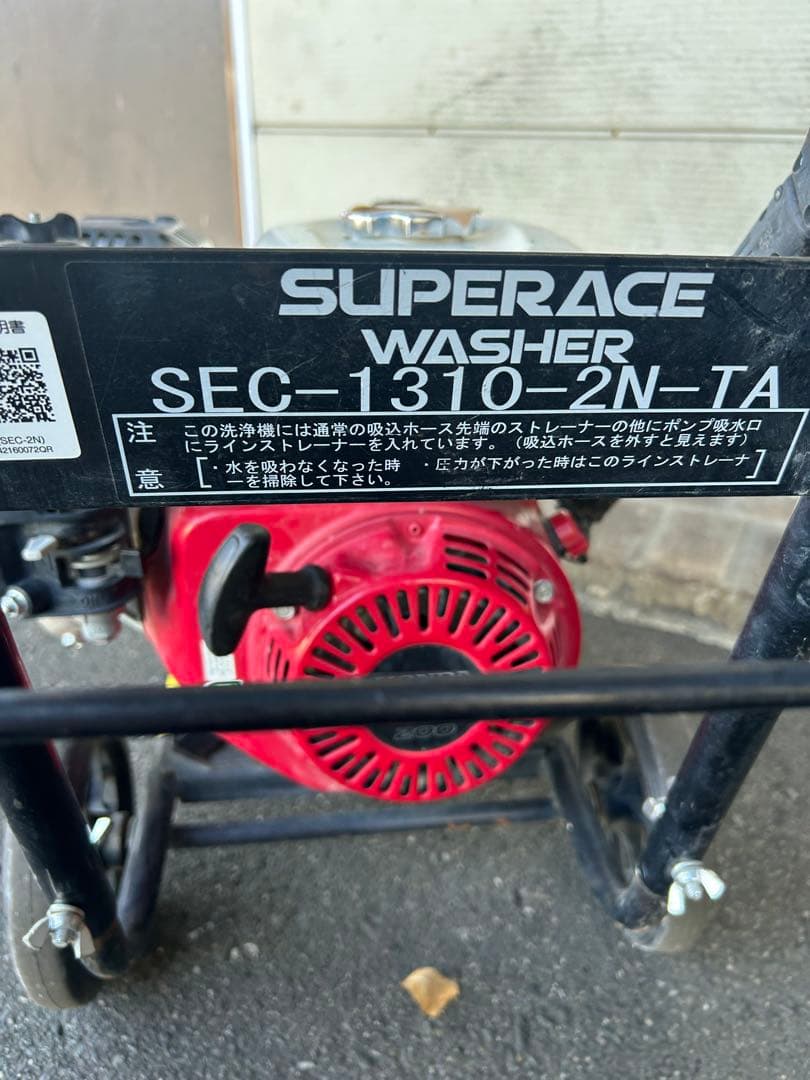 SUPERACE
WASHER
SEC-1310-2N-TA
明書
(SEC-2N)
42160072QR
注意
この洗浄機には通常の吸込ホース先端のストレーナーの他にポンプ吸水口
にラインストレーナーを入れています。（吸込ホースを外すと見えます）
・水を吸わなくなった時 ・圧力が下がった時はこのラインストレーナ
ーを掃除して下さい。
200